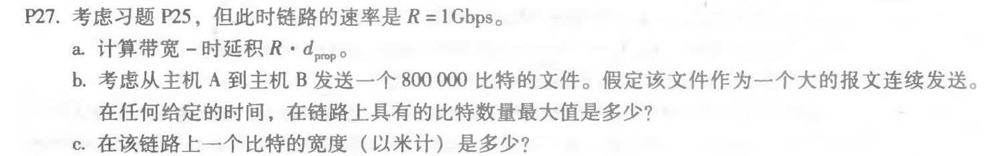 P27. 考虑习题 P25，但此时链路的速率是 R = 1Gbps。
a. 计算带宽 - 时延积 R · dprop。
b. 考虑从主机 A 到主机 B 发送一个 800 000 比特的文件。假定该文件作为一个大的报文连续发送。
在任何给定的时间，在链路上具有的比特数量最大值是多少?
c. 在该链路上一个比特的宽度（以米计）是多少?